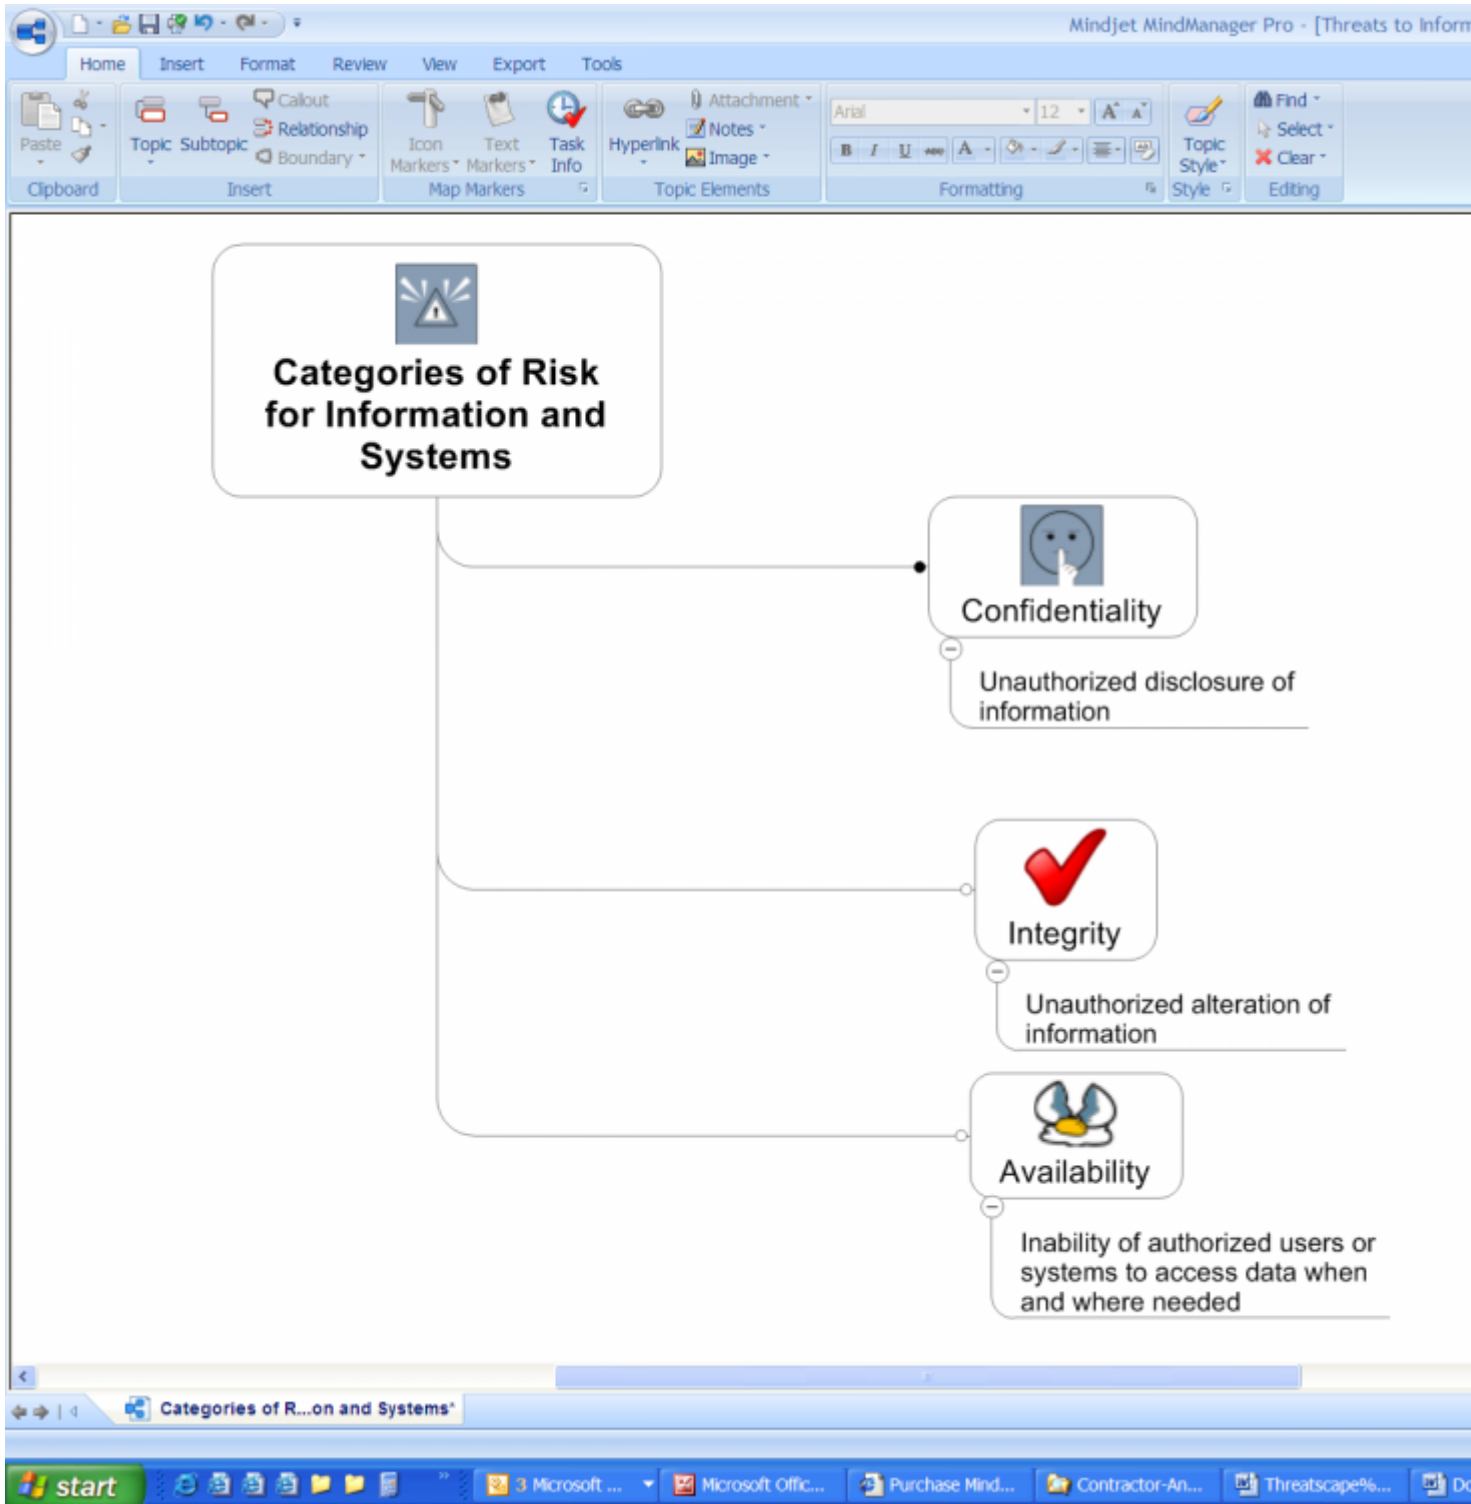 Mindjet MindManager Pro - [Threats to Inform
Home Insert Format Review View Export Tools
Paste
Clipboard
Topic Subtopic
Callout
Relationship
Boundary
Insert
Icon Markers
Text Markers
Task Info
Map Markers
Hyperlink
Attachment
Notes
Image
Topic Elements
Arial 12 A A
B I U abc A
Formatting
Topic Style
Style
Find
Select
Clear
Editing
Categories of Risk
for Information and
Systems
Confidentiality
Unauthorized disclosure of
information
Integrity
Unauthorized alteration of
information
Availability
Inability of authorized users or
systems to access data when
and where needed
Categories of R...on and Systems*
start 3 Microsoft ... Microsoft Offic... Purchase Mind... Contractor-An... Threatscape%... Do